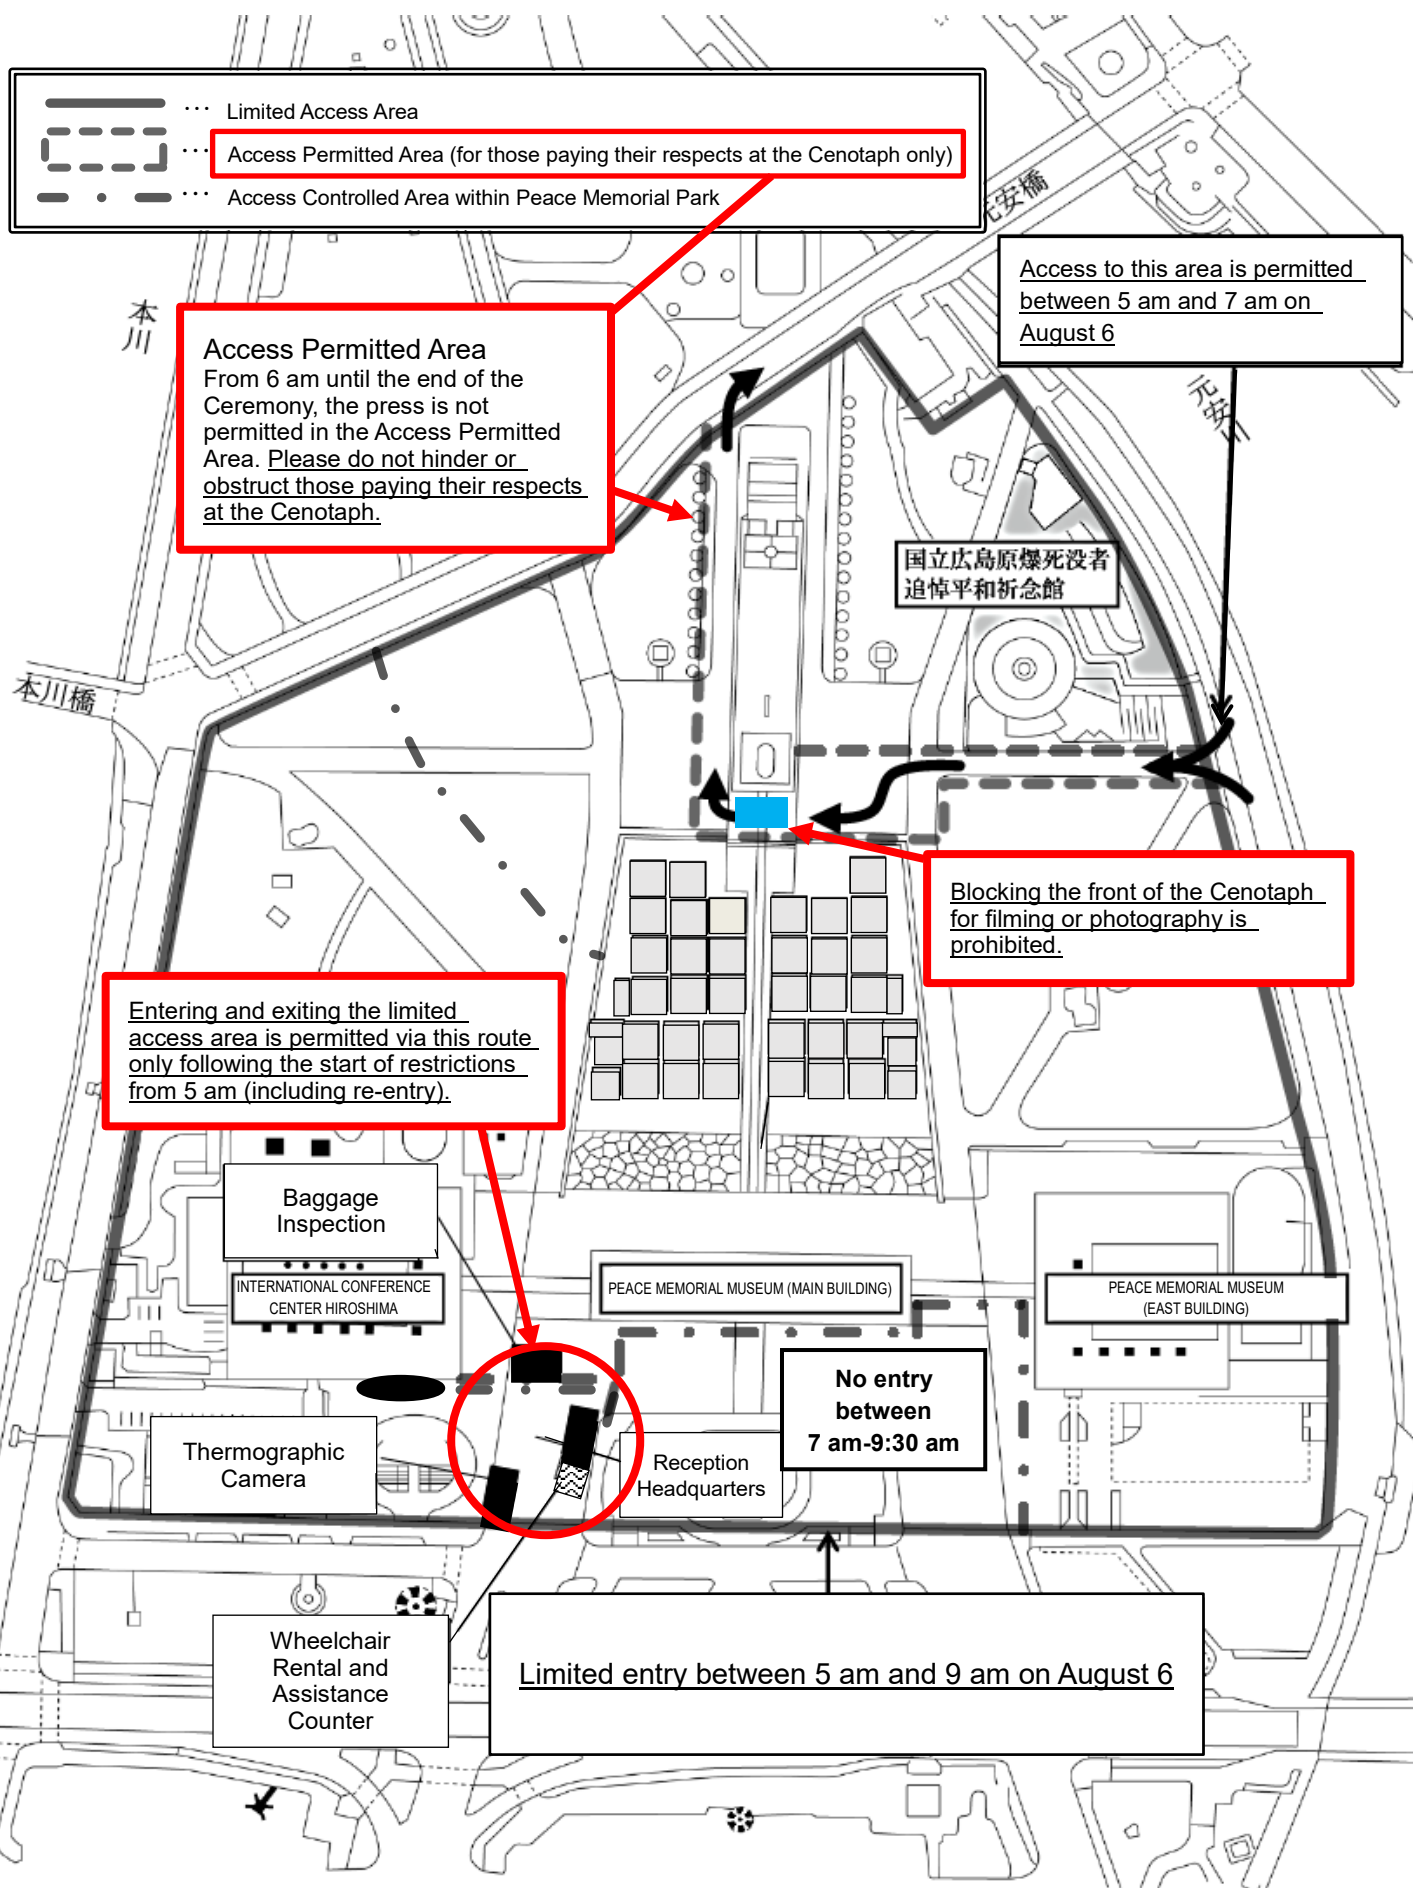 ··· Limited Access Area
··· Access Permitted Area (for those paying their respects at the Cenotaph only)
··· Access Controlled Area within Peace Memorial Park
元安橋
Access to this area is permitted
between 5 am and 7 am on
August 6
本川
Access Permitted Area
From 6 am until the end of the
Ceremony, the press is not
permitted in the Access Permitted
Area. Please do not hinder or
obstruct those paying their respects
at the Cenotaph.
元安川
国立広島原爆死没者
追悼平和祈念館
本川橋
Blocking the front of the Cenotaph
for filming or photography is
prohibited.
Entering and exiting the limited
access area is permitted via this route
only following the start of restrictions
from 5 am (including re-entry).
Baggage
Inspection
INTERNATIONAL CONFERENCE
CENTER HIROSHIMA
PEACE MEMORIAL MUSEUM (MAIN BUILDING)
PEACE MEMORIAL MUSEUM
(EAST BUILDING)
No entry
between
7 am-9:30 am
Thermographic
Camera
Reception
Headquarters
Wheelchair
Rental and
Assistance
Counter
Limited entry between 5 am and 9 am on August 6